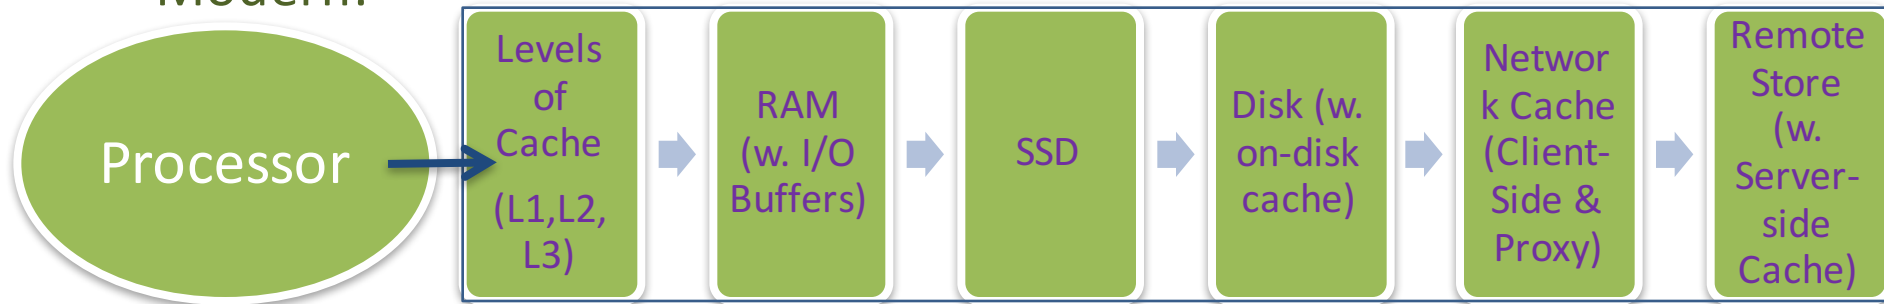 Modern:
Processor
Levels
of
Cache
(L1,L2,
L3)
RAM
(w. I/O
Buffers)
SSD
Disk (w.
on-disk
cache)
Networ
k Cache
(Client-
Side &
Proxy)
Remote
Store
(w.
Server-
side
Cache)